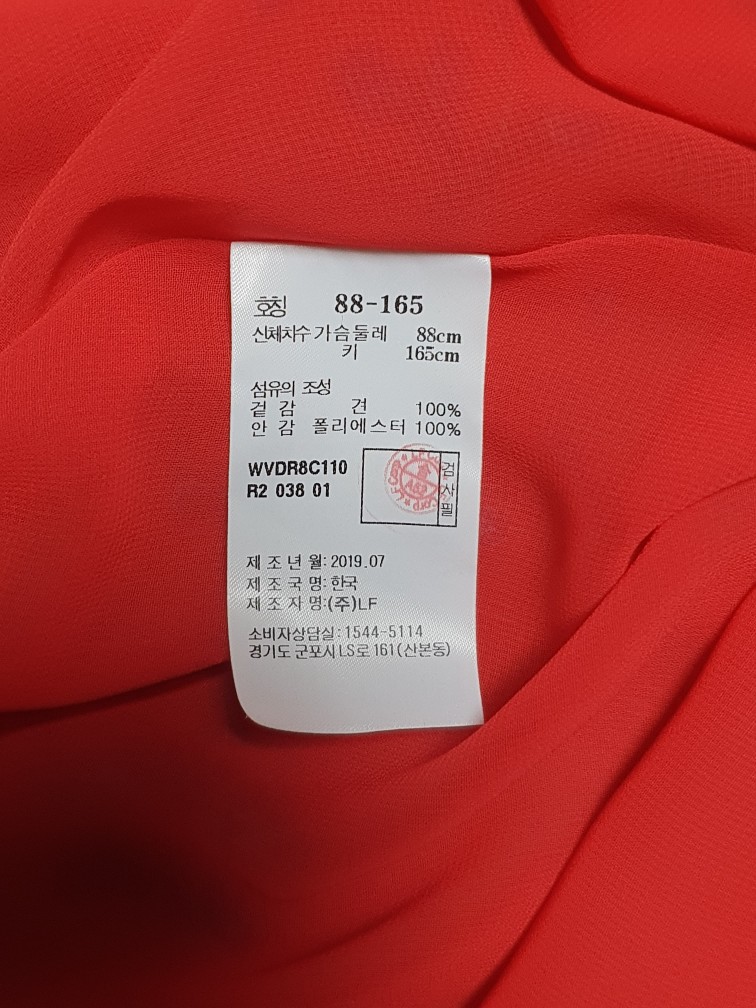 호칭 88-165
신체치수 가슴둘레 88cm
키 165cm
섬유의 조성
겉 감 견 100%
안 감 폴리에스터 100%
WVDR8C110
R2 038 01
검사필
제 조 년 월: 2019.07
제 조 국 명: 한국
제 조 자 명:(주)LF
소비자상담실: 1544-5114
경기도 군포시 LS로 161(산본동)